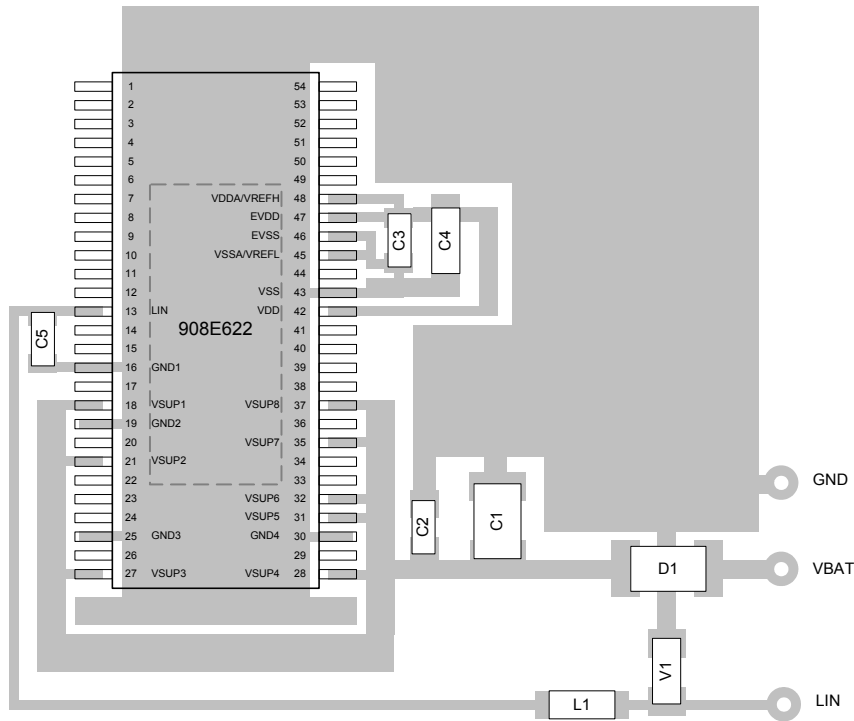 1 54
2 53
3 52
4 51
5 50
6 49
7 VDDA/VREFH 48
8 EVDD 47
9 EVSS 46
10 VSSA/VREFL 45
11 44
12 VSS 43
13 LIN VDD 42
14 908E622 41
15 40
16 GND1 39
17 38
18 VSUP1 VSUP8 37
19 GND2 36
20 VSUP7 35
21 VSUP2 34
22 33
23 VSUP6 32
24 VSUP5 31
25 GND3 GND4 30
26 29
27 VSUP3 VSUP4 28
C5
C3
C4
C2
C1
D1
V1
L1
GND
VBAT
LIN